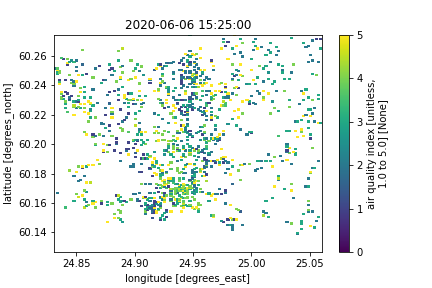 2020-06-06 15:25:00
60.26
60.24
60.22
60.20
60.18
60.16
60.14
latitude [degrees_north]
24.85 24.90 24.95 25.00 25.05
longitude [degrees_east]
5
4
3
2
1
0
air quality index [unitless,
1.0 to 5.0] [None]